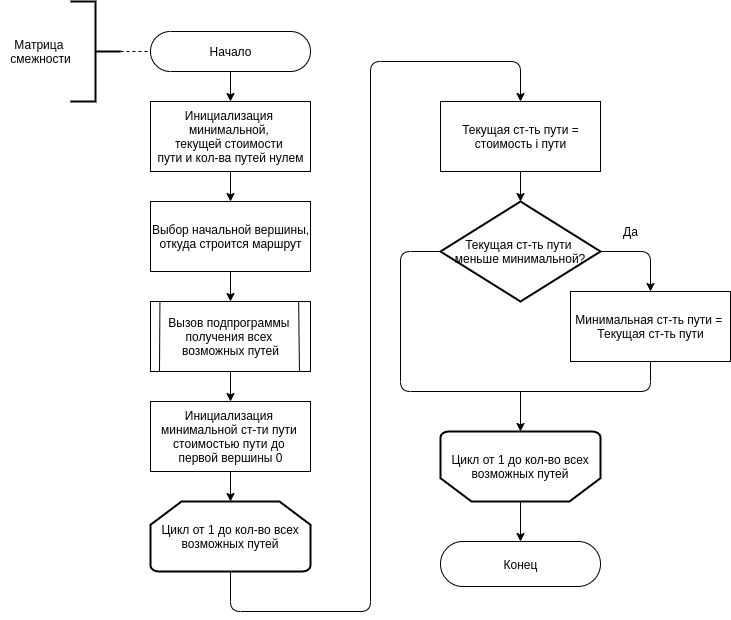 Матрица
смежности
Начало
Инициализация
минимальной,
текущей стоимости
пути и кол-ва путей нулем
Выбор начальной вершины,
откуда строится маршрут
Вызов подпрограммы
получения всех
возможных путей
Инициализация
минимальной ст-ти пути
стоимостью пути до
первой вершины 0
Цикл от 1 до кол-во всех
возможных путей
Текущая ст-ть пути =
стоимость i пути
Текущая ст-ть пути
меньше минимальной?
Да
Минимальная ст-ть пути =
Текущая ст-ть пути
Цикл от 1 до кол-во всех
возможных путей
Конец